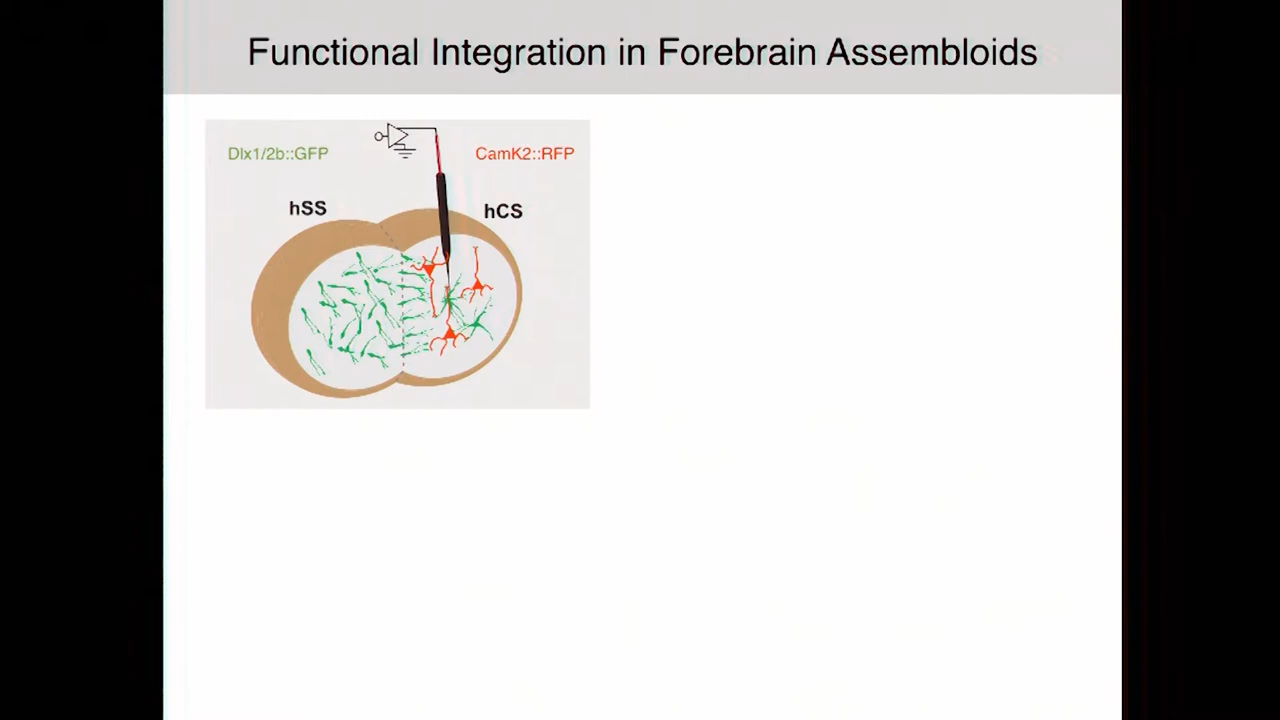 Functional Integration in Forebrain Assembloids
Dlx1/2b::GFP
CamK2::RFP
hSS
hCS